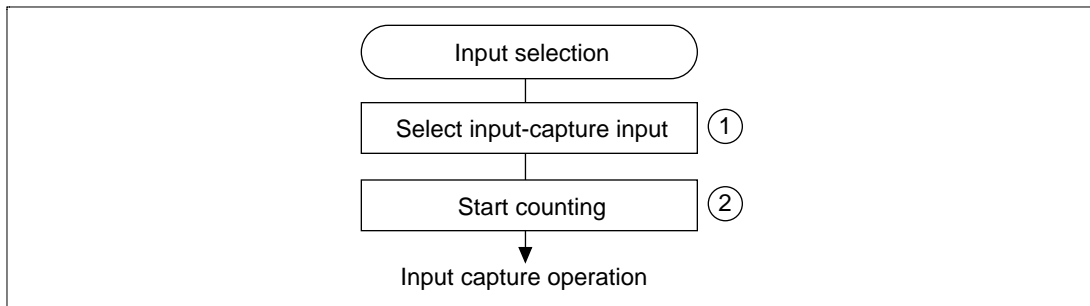 Input selection
Select input-capture input
1
Start counting
2
Input capture operation